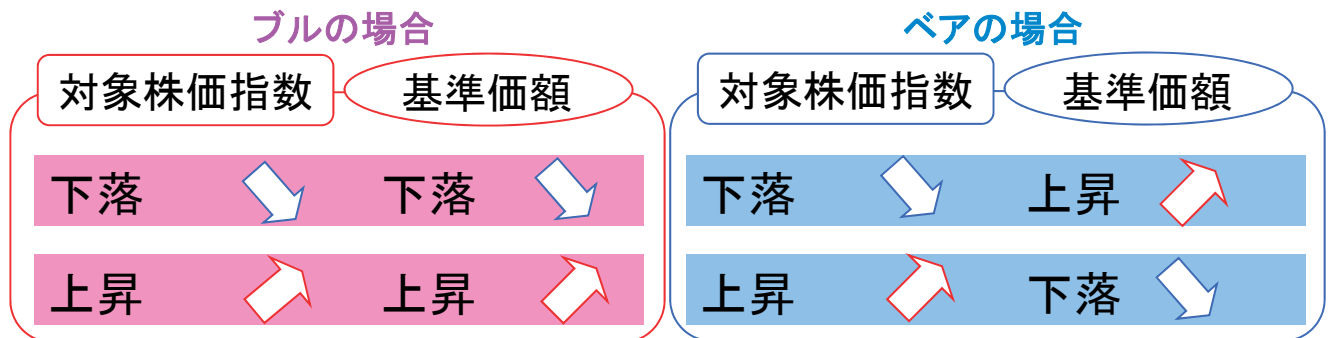 ブルの場合
対象株価指数 基準価額
下落 下落
上昇 上昇
ベアの場合
対象株価指数 基準価額
下落 上昇
上昇 下落